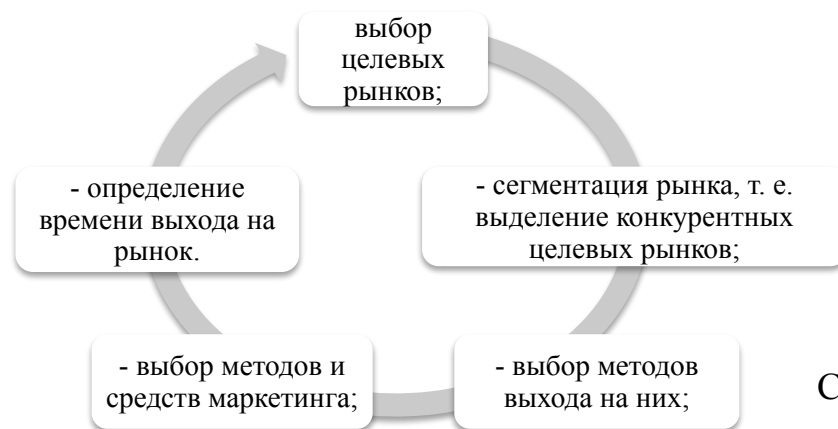 выбор
целевых
рынков;
- сегментация рынка, т. е.
выделение конкурентных
целевых рынков;
- выбор методов
выхода на них;
- выбор методов и
средств маркетинга;
- определение
времени выхода на
рынок.
С